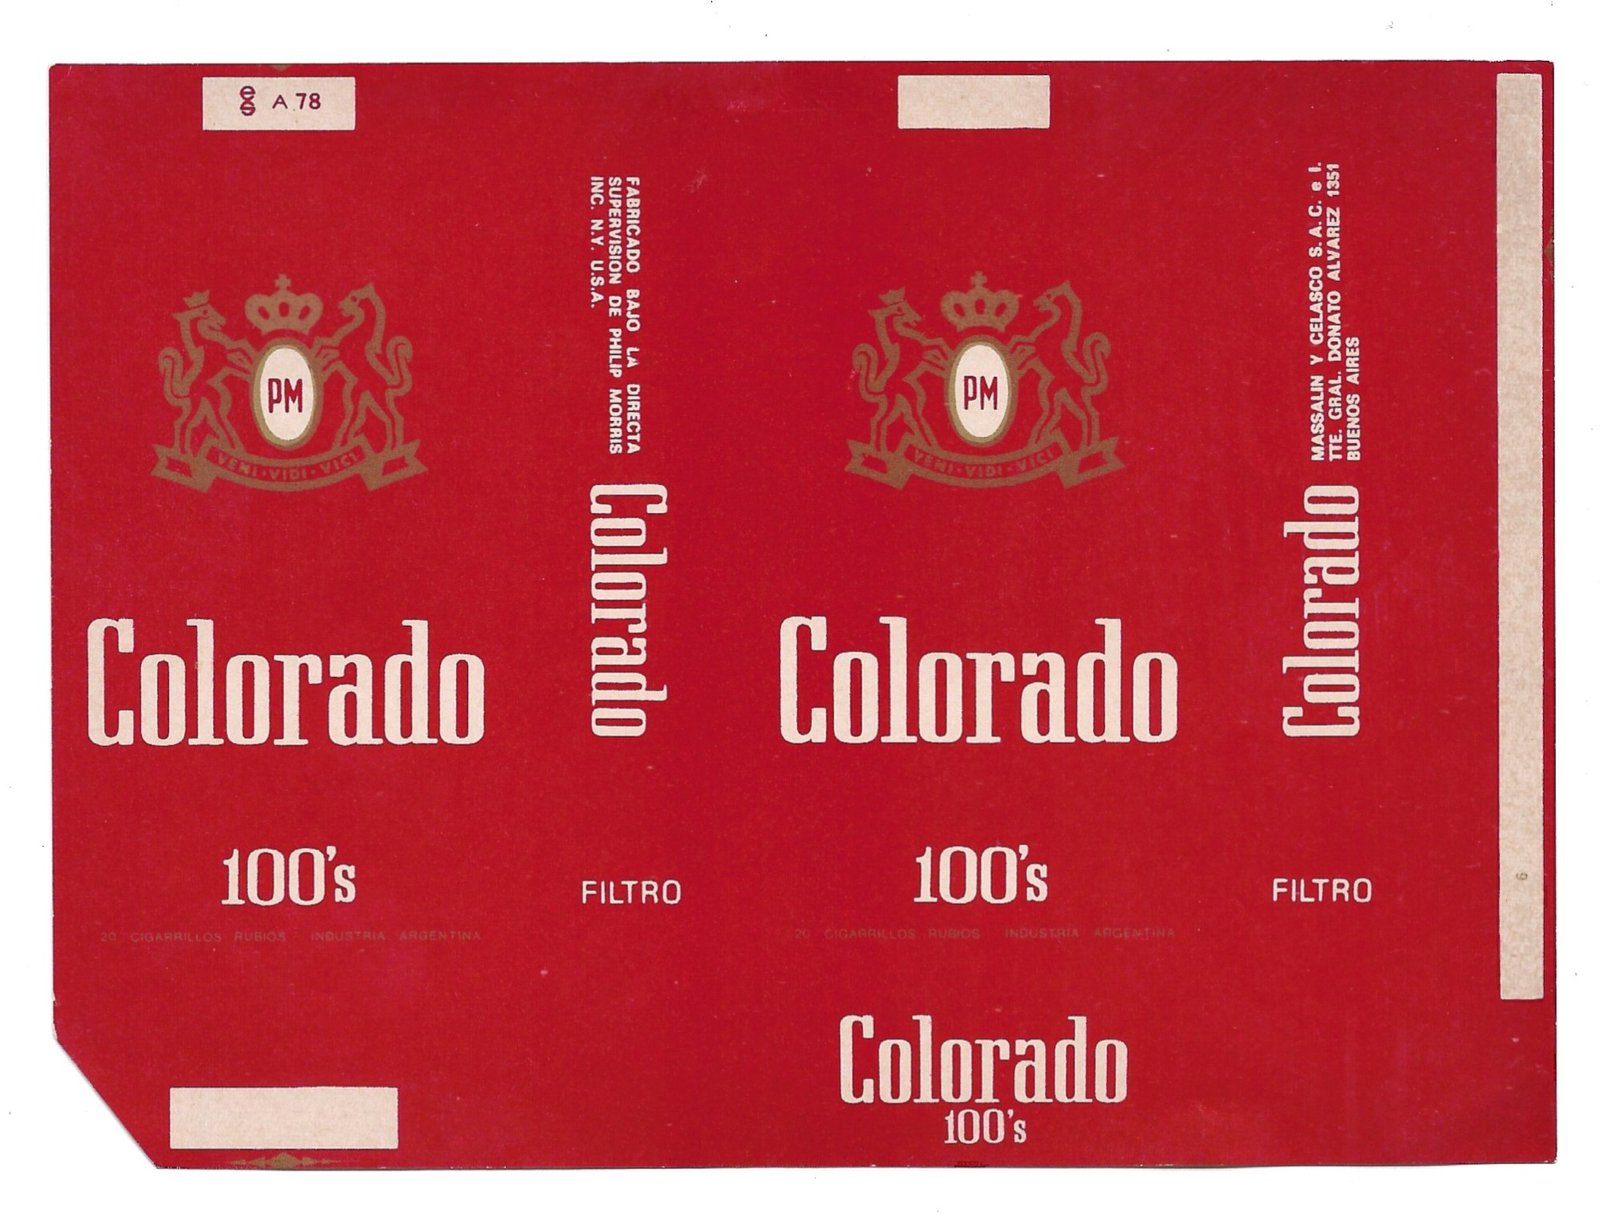 A 78
PM
VENI·VIDI·VICI
Colorado
100's
20 CIGARRILLOS RUBIOS INDUSTRIA ARGENTINA
FABRICADO BAJO LA DIRECTA
SUPERVISION DE PHILIP MORRIS
INC. N.Y. U.S.A.
Colorado
FILTRO
PM
VENI·VIDI·VICI
Colorado
100's
20 CIGARRILLOS RUBIOS INDUSTRIA ARGENTINA
Colorado
100's
MASSALIN Y CELASCO S.A.C. e I.
TTE. GRAL. DONATO ALVAREZ 1351
BUENOS AIRES
Colorado
FILTRO